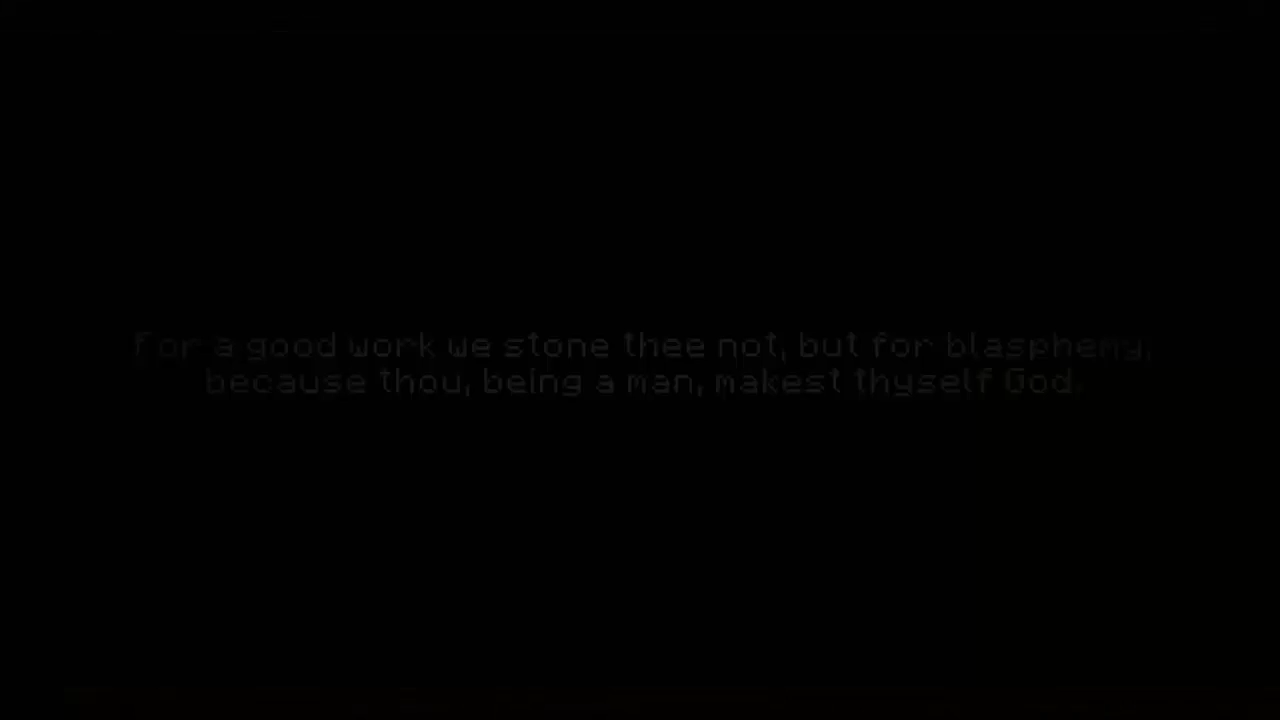 For a good work we stone thee not, but for blasphemy,
because thou, being a man, makest thyself God.